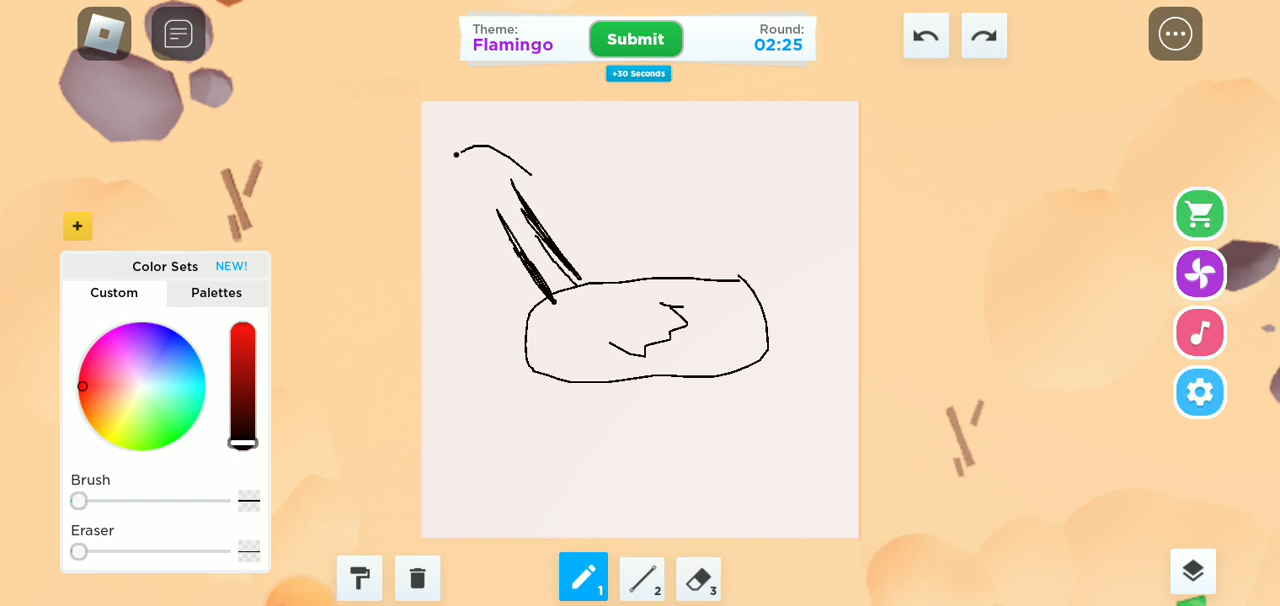 Theme:
Flamingo
Submit
Round:
02:25
+30 Seconds
+
Color Sets NEW!
Custom Palettes
Brush
Eraser
1
2
3